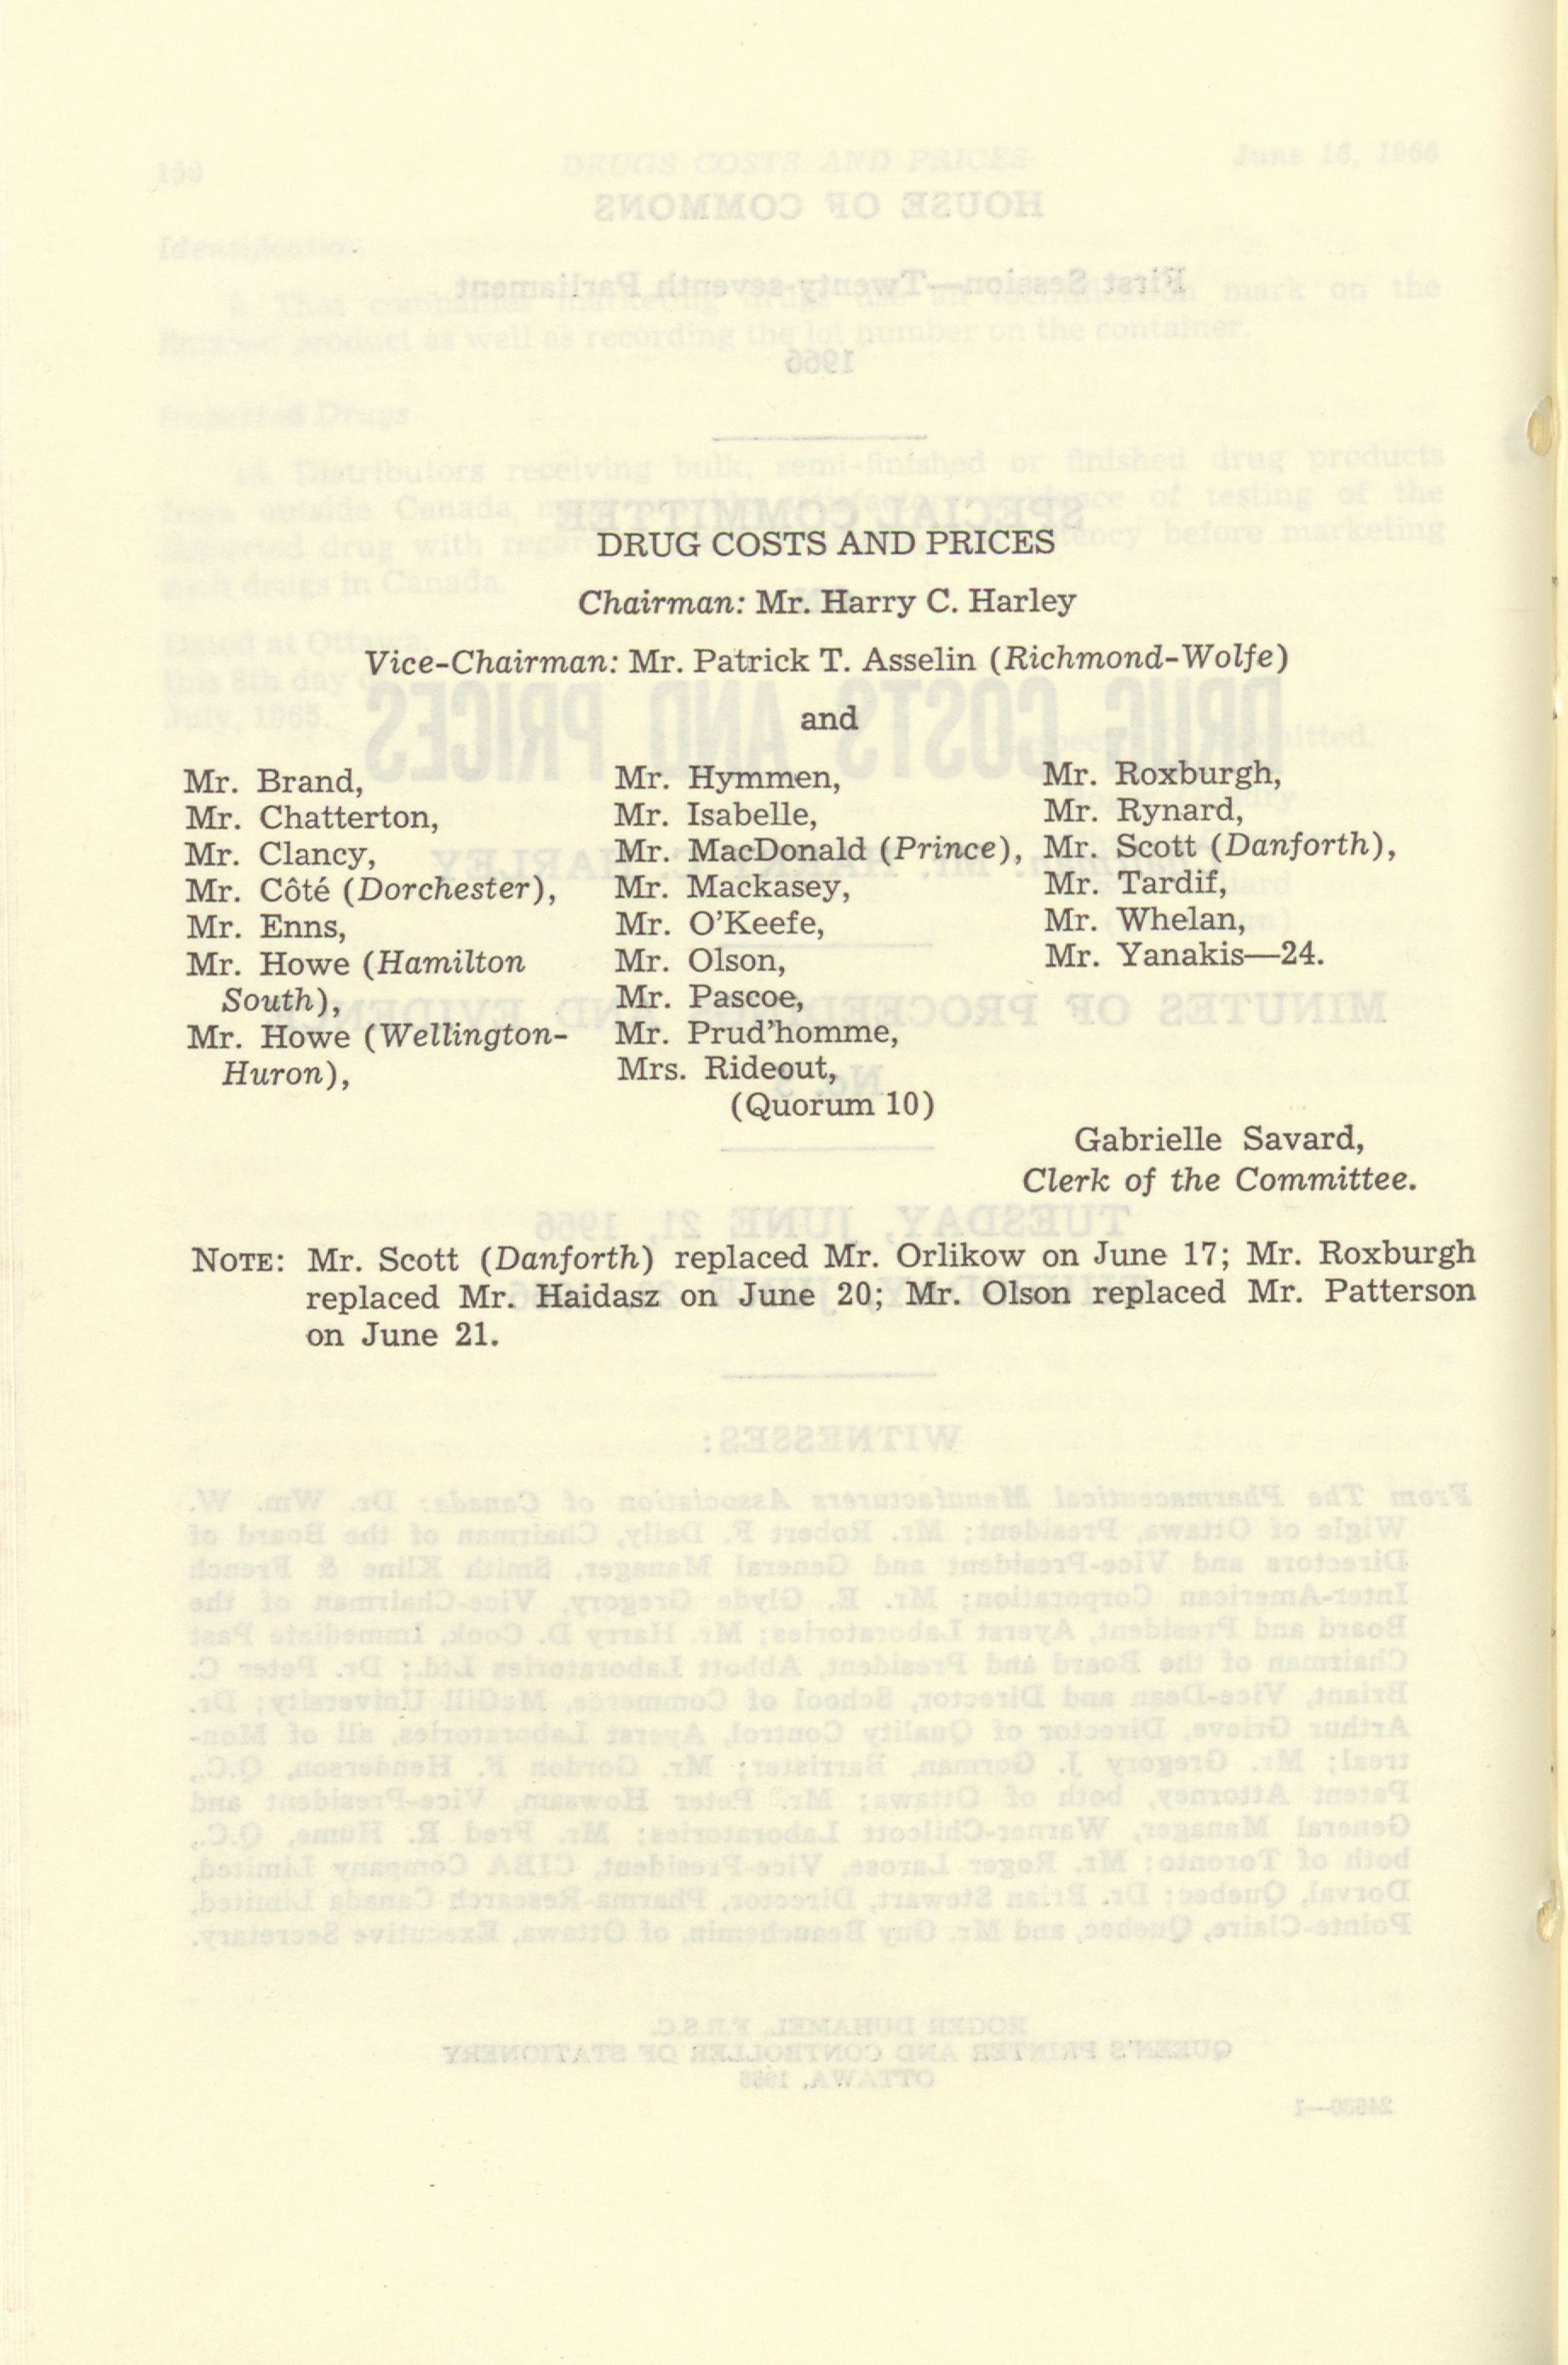 DRUG COSTS AND PRICES
Chairman: Mr. Harry C. Harley
Vice-Chairman: Mr. Patrick T. Asselin (Richmond-Wolfe)
and
Mr. Brand,
Mr. Chatterton,
Mr. Clancy,
Mr. Côté (Dorchester),
Mr. Enns,
Mr. Howe (Hamilton
South),
Mr. Howe (Wellington-
Huron),
Mr. Hymmen,
Mr. Isabelle,
Mr. MacDonald (Prince),
Mr. Mackasey,
Mr. O'Keefe,
Mr. Olson,
Mr. Pascoe,
Mr. Prud'homme,
Mrs. Rideout,
(Quorum 10)
Mr. Roxburgh,
Mr. Rynard,
Mr. Scott (Danforth),
Mr. Tardif,
Mr. Whelan,
Mr. Yanakis—24.
Gabrielle Savard,
Clerk of the Committee.
NOTE: Mr. Scott (Danforth) replaced Mr. Orlikow on June 17; Mr. Roxburgh
replaced Mr. Haidasz on June 20; Mr. Olson replaced Mr. Patterson
on June 21.